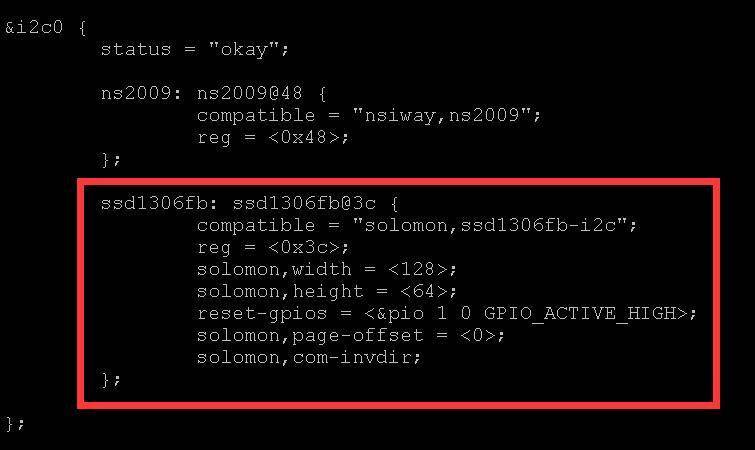 &i2c0 {
status = "okay";
ns2009: ns2009@48 {
compatible = "nsiway,ns2009";
reg = <0x48>;
};
ssd1306fb: ssd1306fb@3c {
compatible = "solomon,ssd1306fb-i2c";
reg = <0x3c>;
solomon,width = <128>;
solomon,height = <64>;
reset-gpios = <&pio 1 0 GPIO_ACTIVE_HIGH>;
solomon,page-offset = <0>;
solomon,com-invdir;
};
};